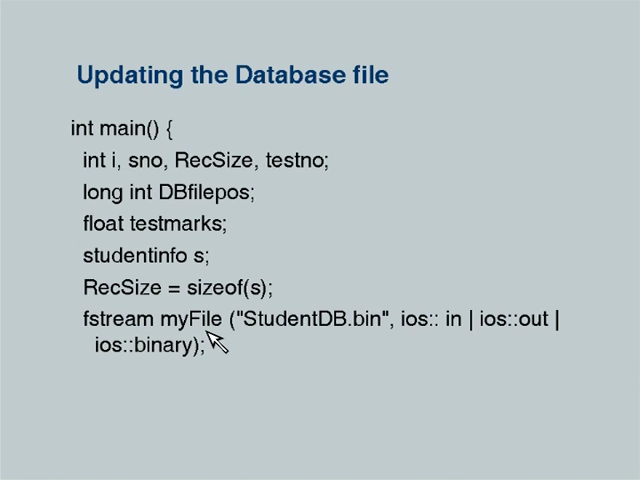 Updating the Database file
int main() {
int i, sno, RecSize, testno;
long int DBfilepos;
float testmarks;
studentinfo s;
RecSize = sizeof(s);
fstream myFile ("StudentDB.bin", ios:: in | ios::out |
ios::binary);